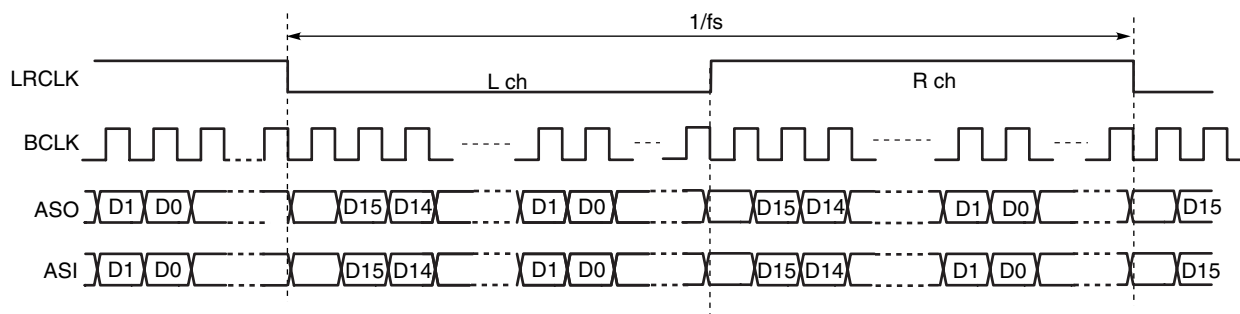 1/fs
LRCLK L ch R ch
BCLK
ASO D1 D0 D15 D14 D1 D0 D15 D14 D1 D0 D15
ASI D1 D0 D15 D14 D1 D0 D15 D14 D1 D0 D15